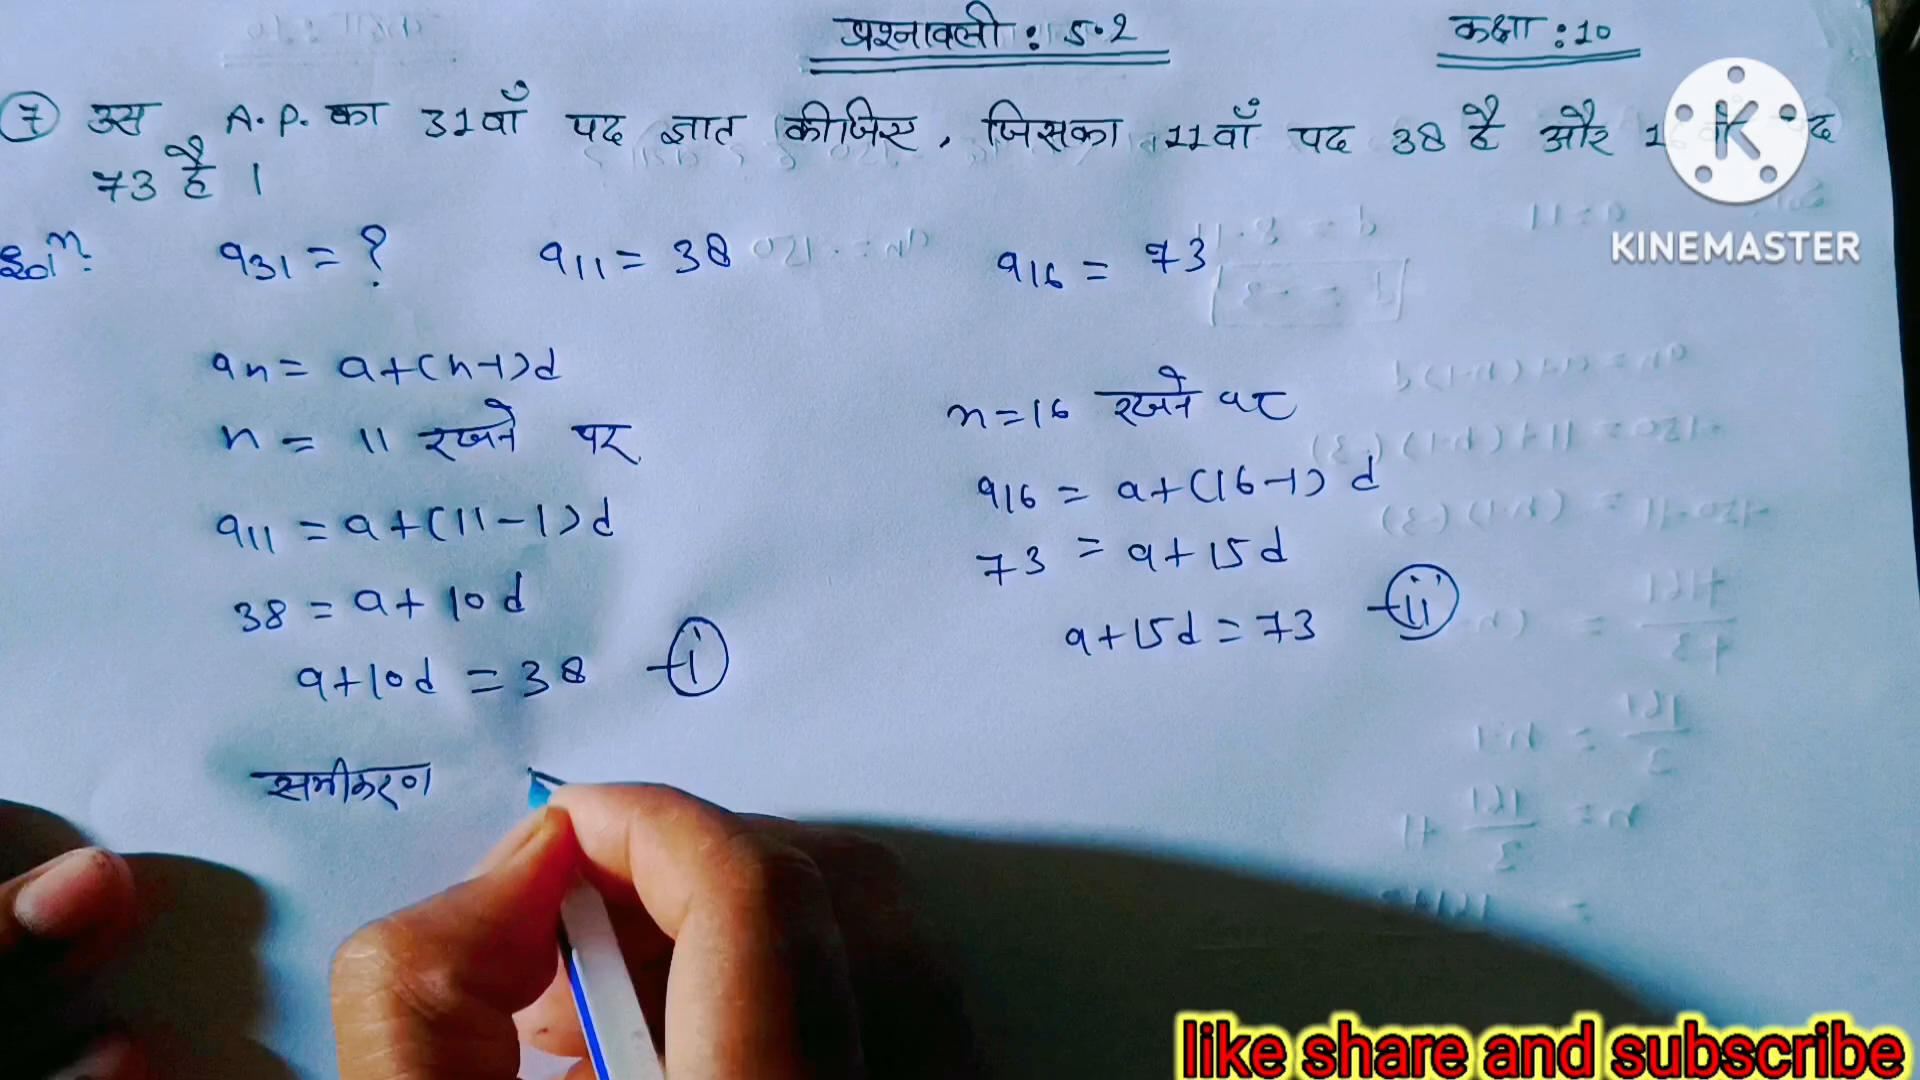 प्रश्नावली : 5.2
कक्षा : 10
7 उस A.P. का 31वाँ पद ज्ञात कीजिए, जिसका 11वाँ पद 38 है और
73 है ।
KINEMASTER
Solⁿ:
a₃₁ = ?
a₁₁ = 38
a₁₆ = 73
an = a+(n-1)d
n = 11 रखने पर
a₁₁ = a+(11-1)d
38 = a+10d
a+10d = 38 -(i)
n=16 रखने पर
a₁₆ = a+(16-1)d
73 = a+15d
a+15d = 73 -(ii)
समीकरण
like share and subscribe